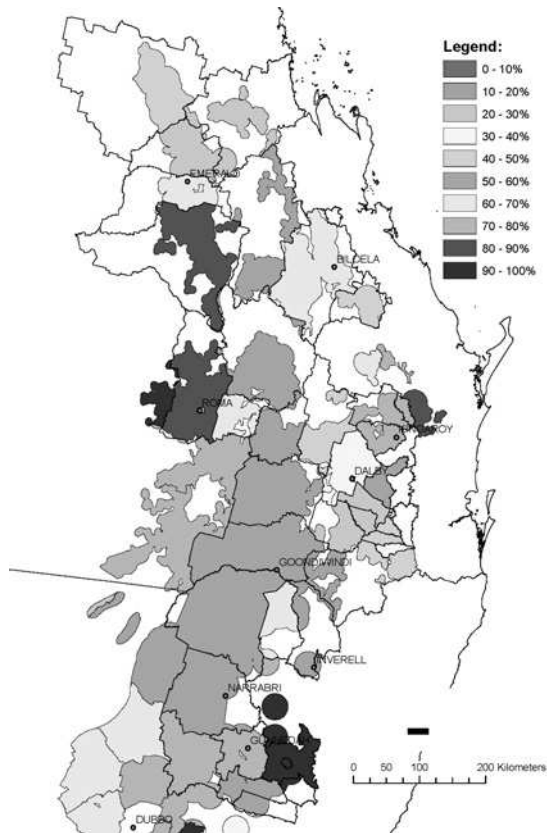 Legend:
0 - 10%
10 - 20%
20 - 30%
30 - 40%
40 - 50%
50 - 60%
60 - 70%
70 - 80%
80 - 90%
90 - 100%
EMERALD
BILOELA
ROMA
DALBY
GOONDIWINDI
INVERELL
NARRABRI
0 50 100 200 Kilometers
DUBBO